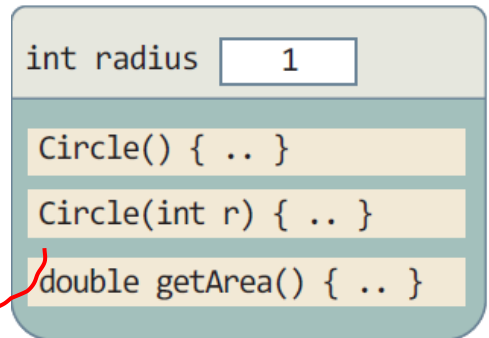 int radius 1
Circle() { .. }
Circle(int r) { .. }
double getArea() { .. }